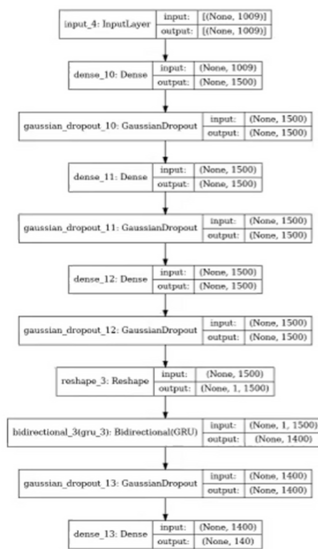 input_4: InputLayer input: [(None, 1009)]
output: [(None, 1009)]
dense_10: Dense input: (None, 1009)
output: (None, 1500)
gaussian_dropout_10: GaussianDropout input: (None, 1500)
output: (None, 1500)
dense_11: Dense input: (None, 1500)
output: (None, 1500)
gaussian_dropout_11: GaussianDropout input: (None, 1500)
output: (None, 1500)
dense_12: Dense input: (None, 1500)
output: (None, 1500)
gaussian_dropout_12: GaussianDropout input: (None, 1500)
output: (None, 1500)
reshape_3: Reshape input: (None, 1500)
output: (None, 1, 1500)
bidirectional_3(gru_3): Bidirectional(GRU) input: (None, 1, 1500)
output: (None, 1400)
gaussian_dropout_13: GaussianDropout input: (None, 1400)
output: (None, 1400)
dense_13: Dense input: (None, 1400)
output: (None, 140)